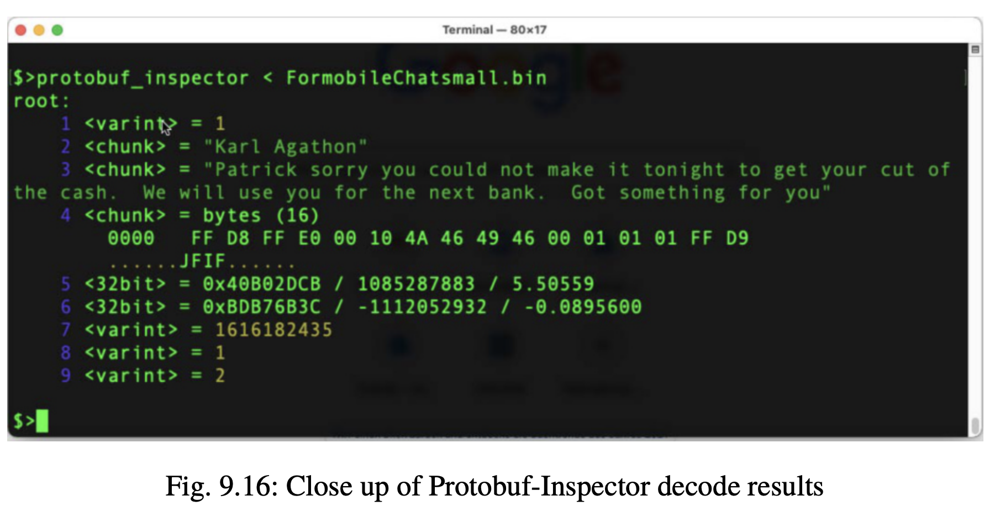 Terminal — 80×17
$>protobuf_inspector < FormobileChatsmall.bin
root:
1 <varint> = 1
2 <chunk> = "Karl Agathon"
3 <chunk> = "Patrick sorry you could not make it tonight to get your cut of
the cash.  We will use you for the next bank.  Got something for you"
4 <chunk> = bytes (16)
0000   FF D8 FF E0 00 10 4A 46 49 46 00 01 01 01 FF D9
......JFIF......
5 <32bit> = 0x40B02DCB / 1085287883 / 5.50559
6 <32bit> = 0xBDB76B3C / -1112052932 / -0.0895600
7 <varint> = 1616182435
8 <varint> = 1
9 <varint> = 2
$>
Google
Fig. 9.16: Close up of Protobuf-Inspector decode results